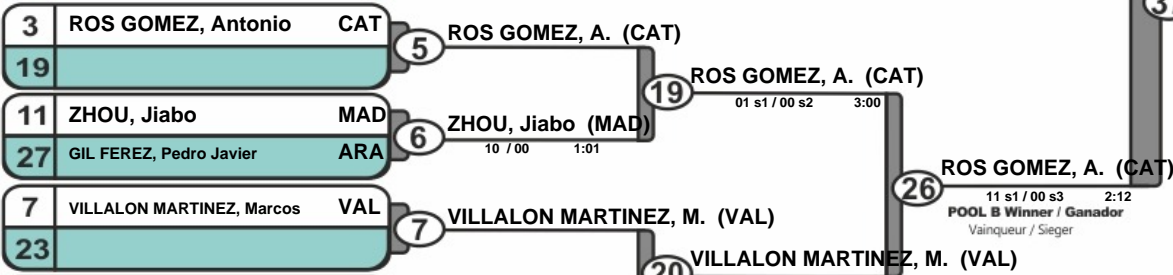 3 ROS GOMEZ, Antonio CAT
19
5 ROS GOMEZ, A. (CAT)
11 ZHOU, Jiabo MAD
27 GIL FEREZ, Pedro Javier ARA
6 ZHOU, Jiabo (MAD)
10 / 00 1:01
19 ROS GOMEZ, A. (CAT)
01 s1 / 00 s2 3:00
7 VILLALON MARTINEZ, Marcos VAL
23
7 VILLALON MARTINEZ, M. (VAL)
20 VILLALON MARTINEZ, M. (VAL)
26 ROS GOMEZ, A. (CAT)
11 s1 / 00 s3 2:12
POOL B Winner / Ganador
Vainqueur / Sieger